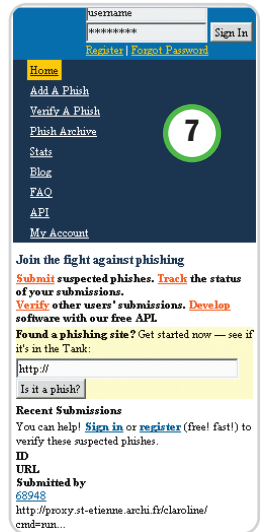 username
******** Sign In
Register | Forgot Password
Home
Add A Phish
Verify A Phish
Phish Archive
Stats
Blog
FAQ
API
My Account
7
Join the fight against phishing
Submit suspected phishes. Track the status
of your submissions.
Verify other users' submissions. Develop
software with our free API.
Found a phishing site? Get started now — see if
it's in the Tank:
http://
Is it a phish?
Recent Submissions
You can help! Sign in or register (free! fast!) to
verify these suspected phishes.
ID
URL
Submitted by
68948
http://proxy.st-etienne.archi.fr/claroline/
cmd=run...